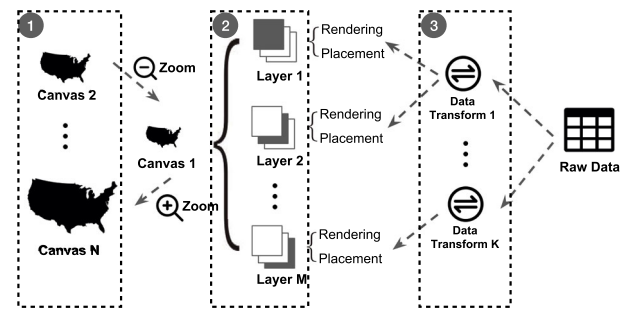 1
Canvas 2
Canvas N
Zoom
Canvas 1
Zoom
2
Layer 1
Rendering
Placement
Layer 2
Rendering
Placement
Layer M
Rendering
Placement
3
Data
Transform 1
Data
Transform K
Raw Data